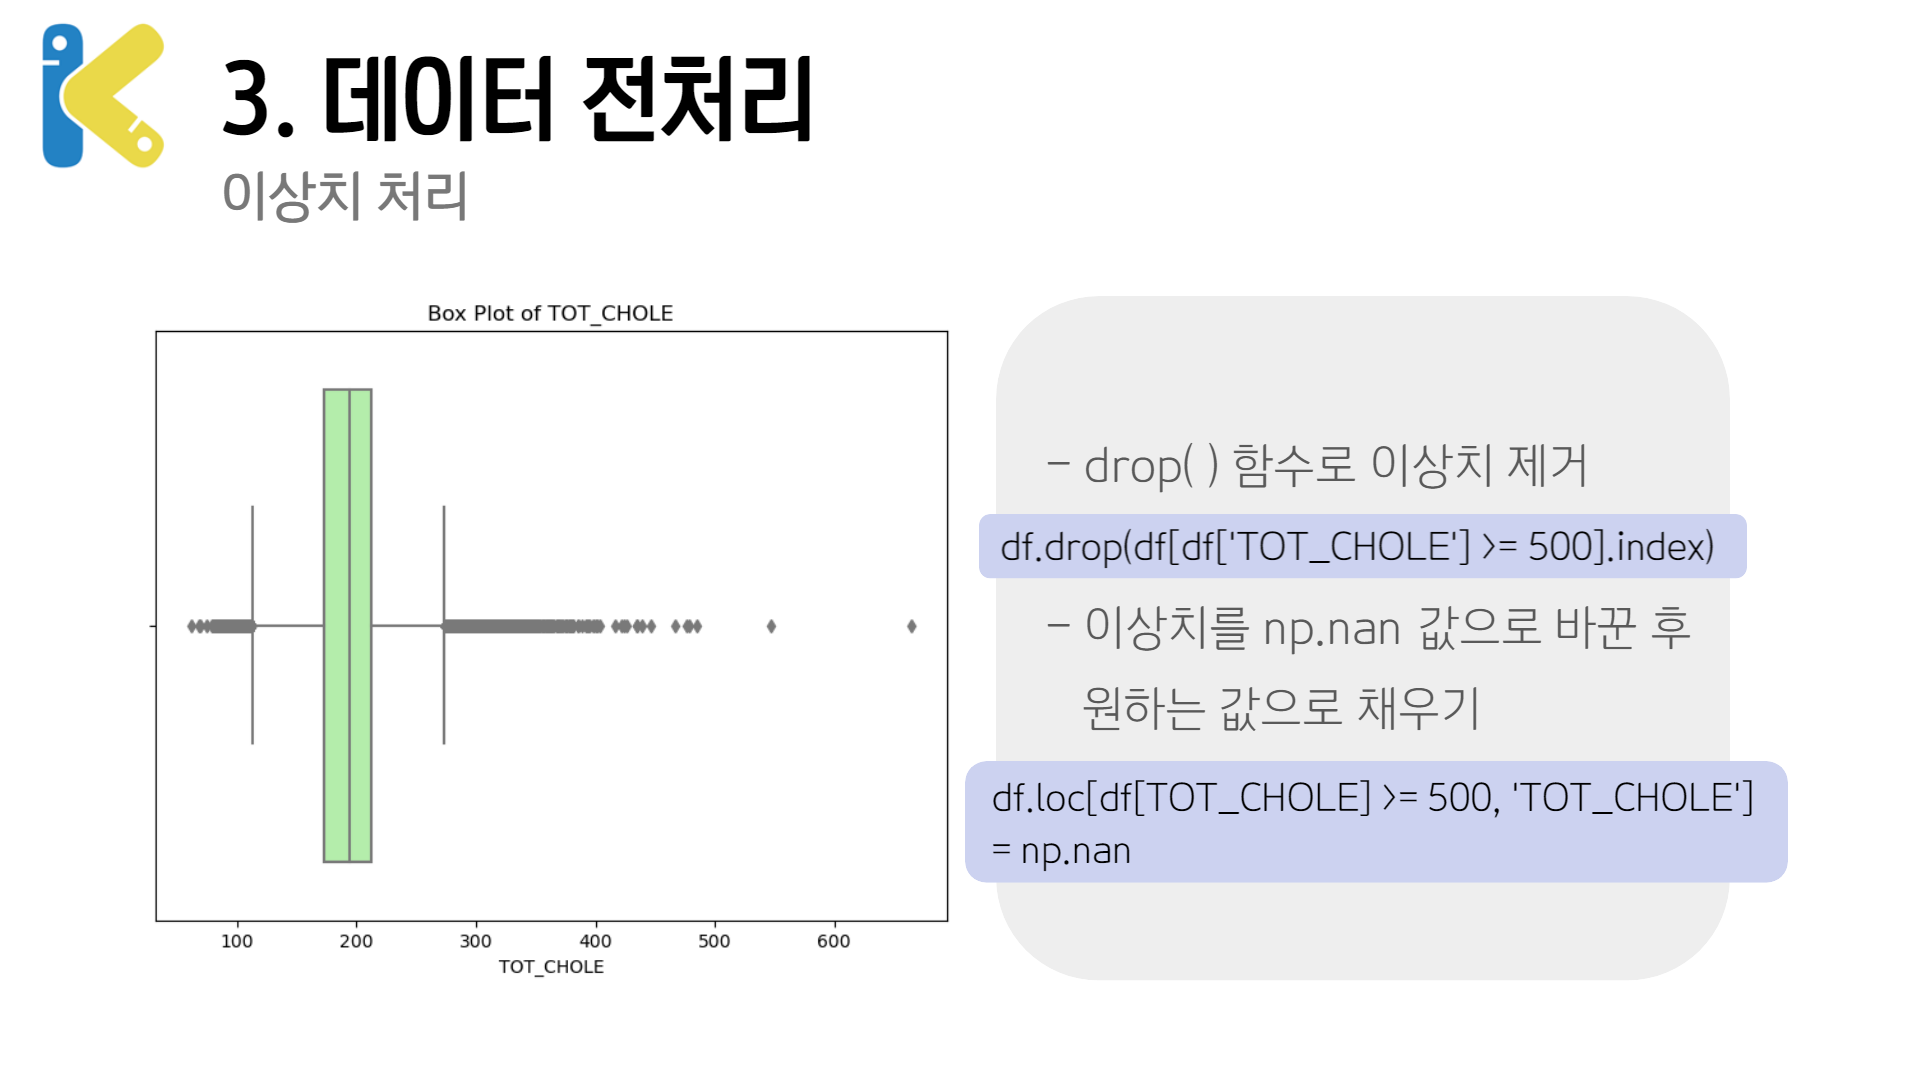 3. 데이터 전처리
이상치 처리
Box Plot of TOT_CHOLE
100 200 300 400 500 600
TOT_CHOLE
- drop( ) 함수로 이상치 제거
df.drop(df[df['TOT_CHOLE'] >= 500].index)
- 이상치를 np.nan 값으로 바꾼 후
원하는 값으로 채우기
df.loc[df[TOT_CHOLE] >= 500, 'TOT_CHOLE']
= np.nan